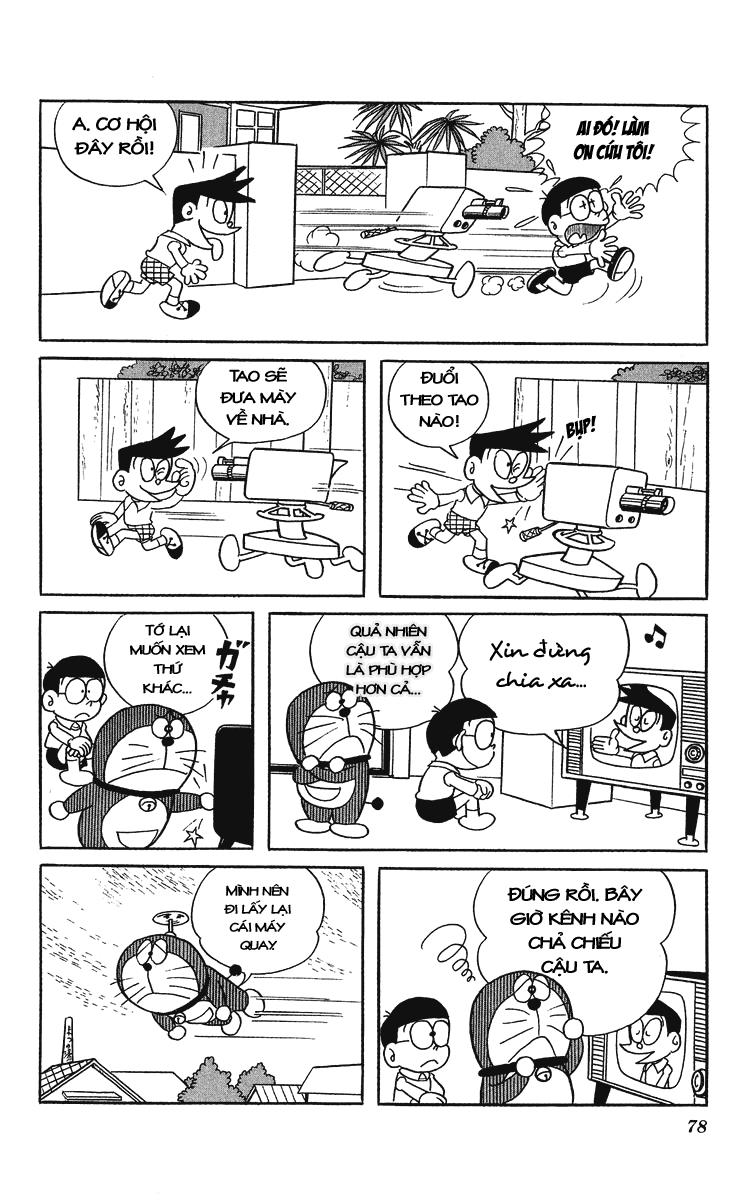 A. CƠ HỘI
ĐÂY RỒI!
AI ĐÓ! LÀM
ƠN CỨU TÔI!
TAO SẼ
ĐƯA MÀY
VỀ NHÀ.
ĐUỔI
THEO TAO
NÀO!
BỤP!
TỚ LẠI
MUỐN XEM
THỨ
KHÁC...
ガチャ
QUẢ NHIÊN
CẬU TA VẪN
LÀ PHÙ HỢP
HƠN CẢ...
Xin đừng
chia xa...
MÌNH NÊN
ĐI LẤY LẠI
CÁI MÁY
QUAY.
ĐÚNG RỒI. BÂY
GIỜ KÊNH NÀO
CHẢ CHIẾU
CẬU TA.
78